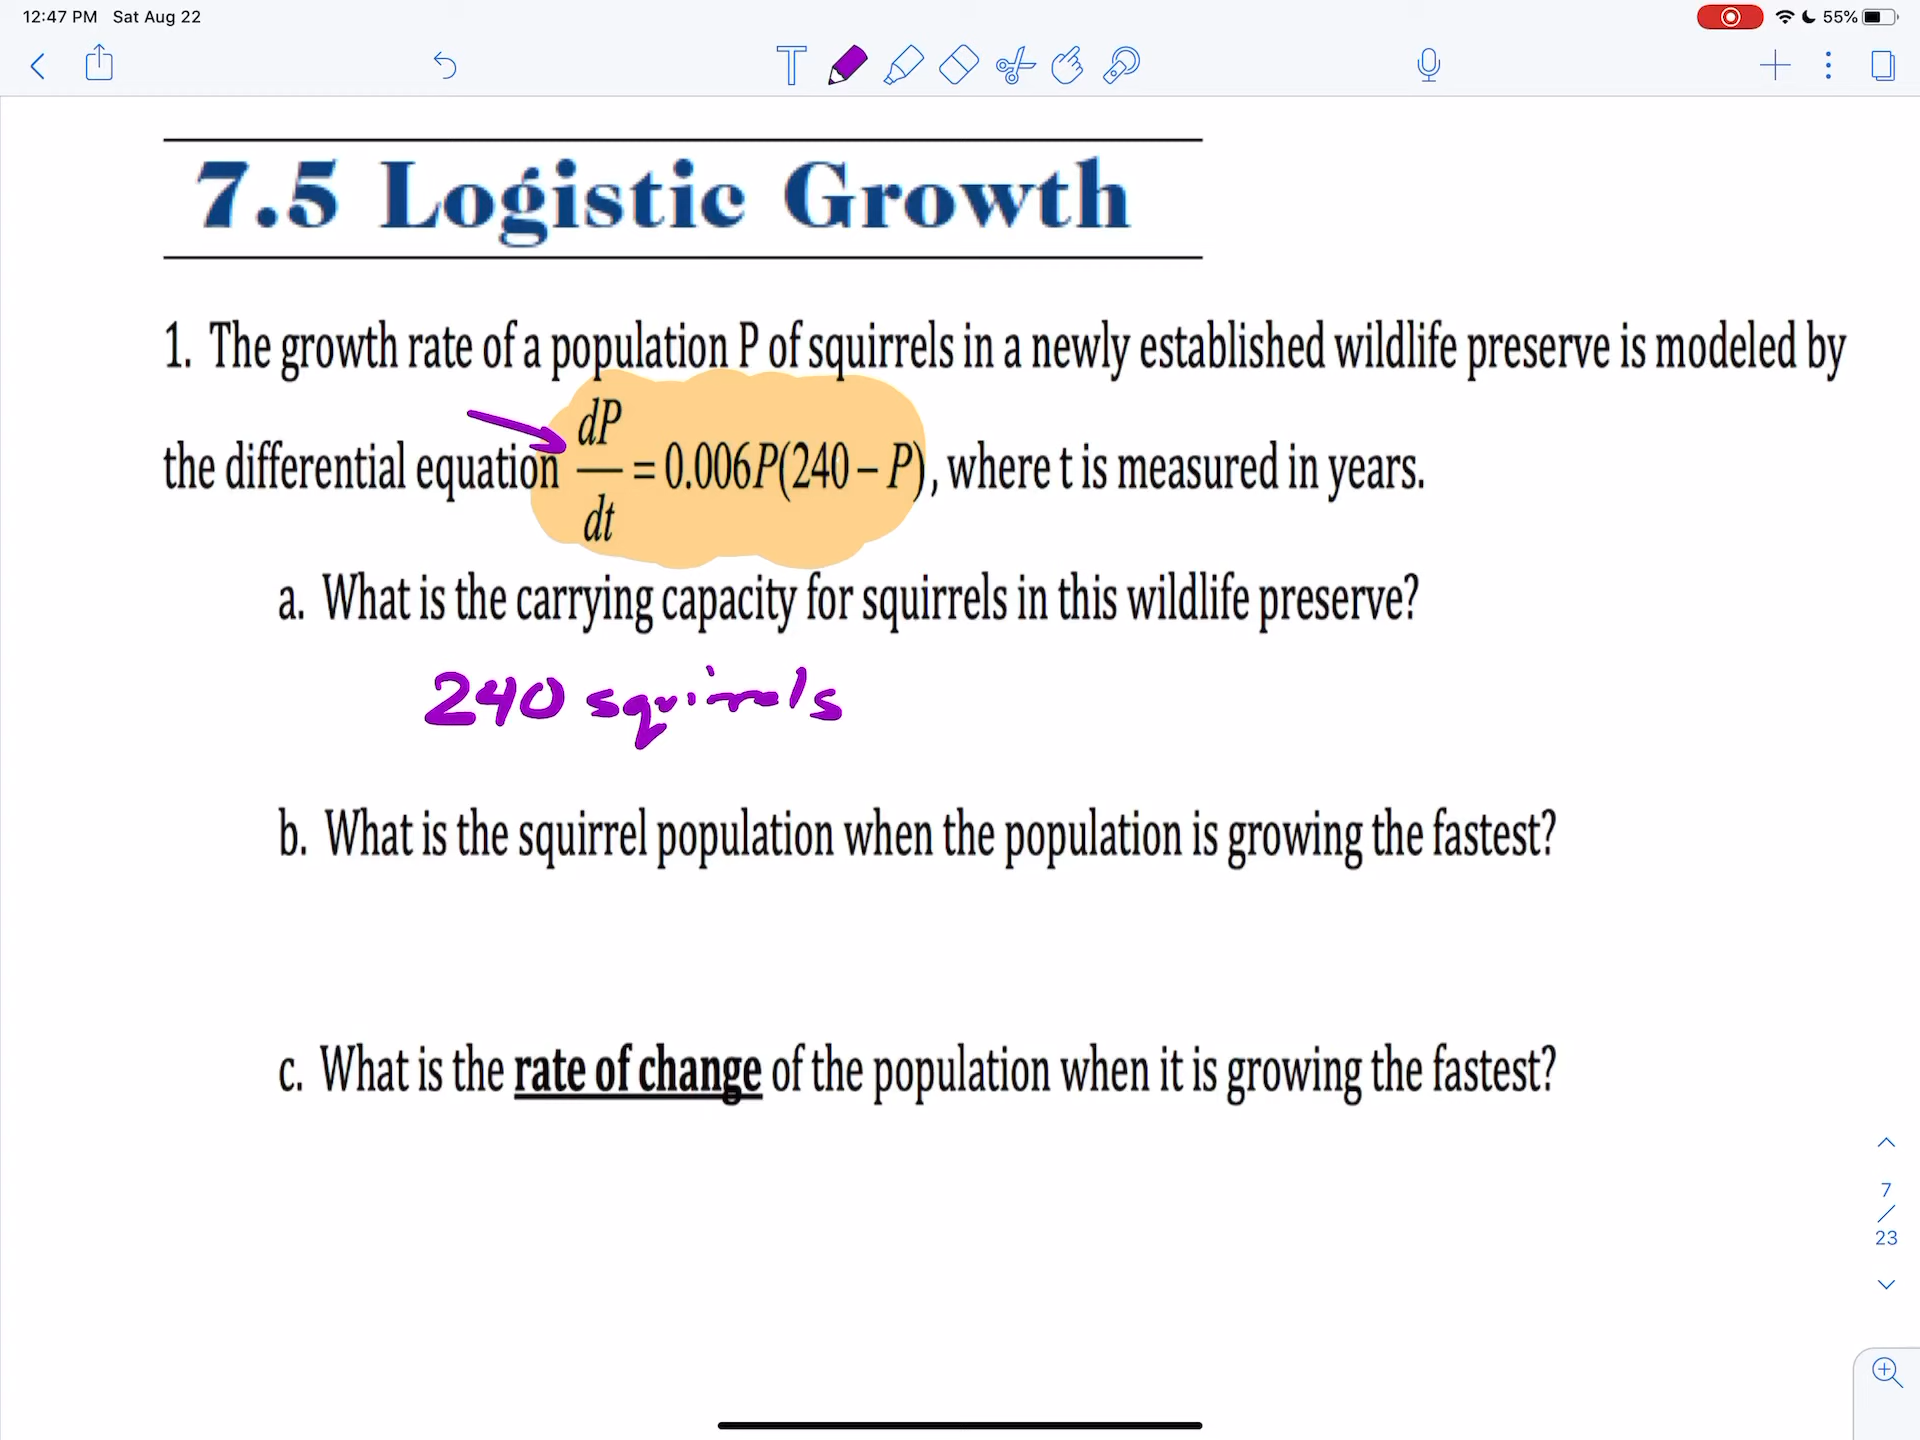 12:47 PM Sat Aug 22 55%
T
7.5 Logistic Growth
1. The growth rate of a population P of squirrels in a newly established wildlife preserve is modeled by
the differential equation dP/dt = 0.006P(240 – P), where t is measured in years.
a. What is the carrying capacity for squirrels in this wildlife preserve?
240 squirrels
b. What is the squirrel population when the population is growing the fastest?
c. What is the rate of change of the population when it is growing the fastest?
7
/
23